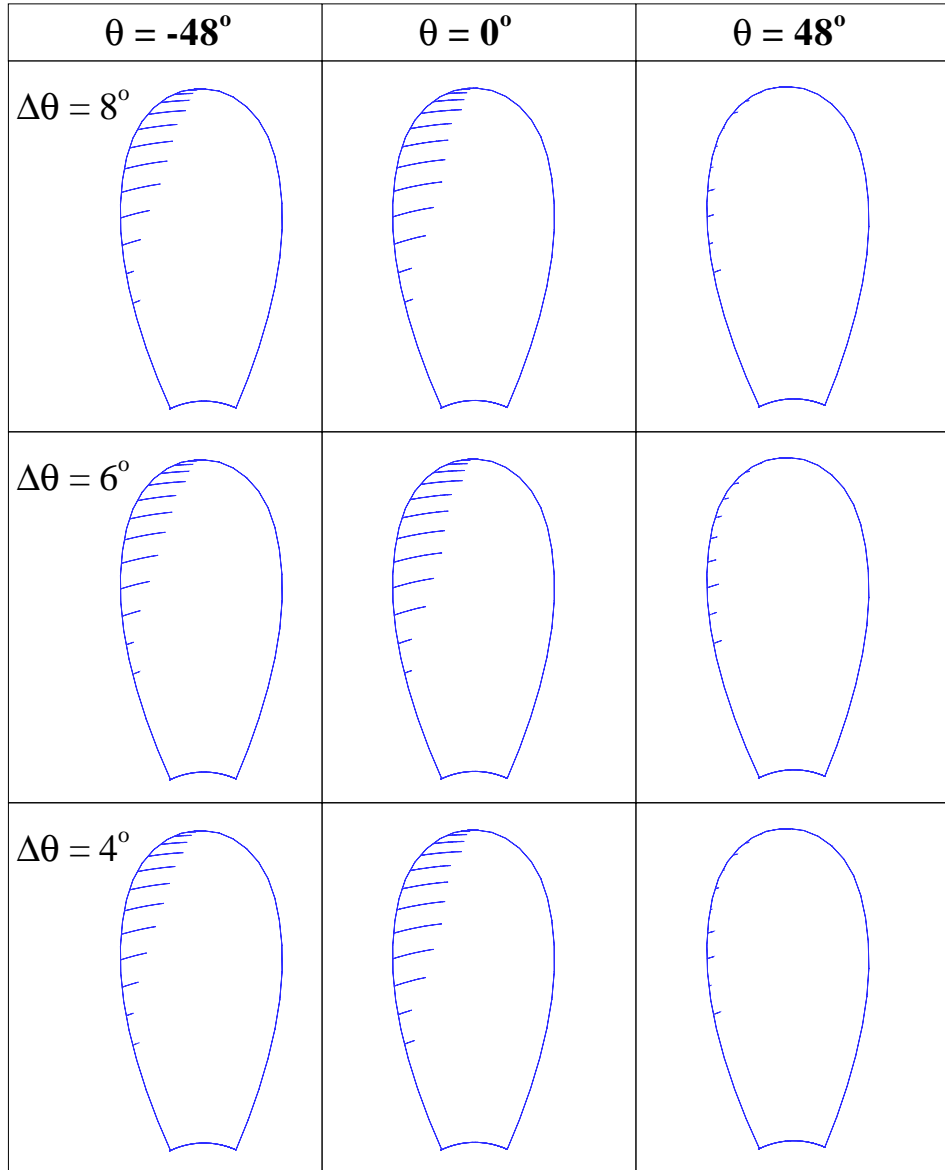 θ = -48° θ = 0° θ = 48°
Δθ = 8°
Δθ = 6°
Δθ = 4°